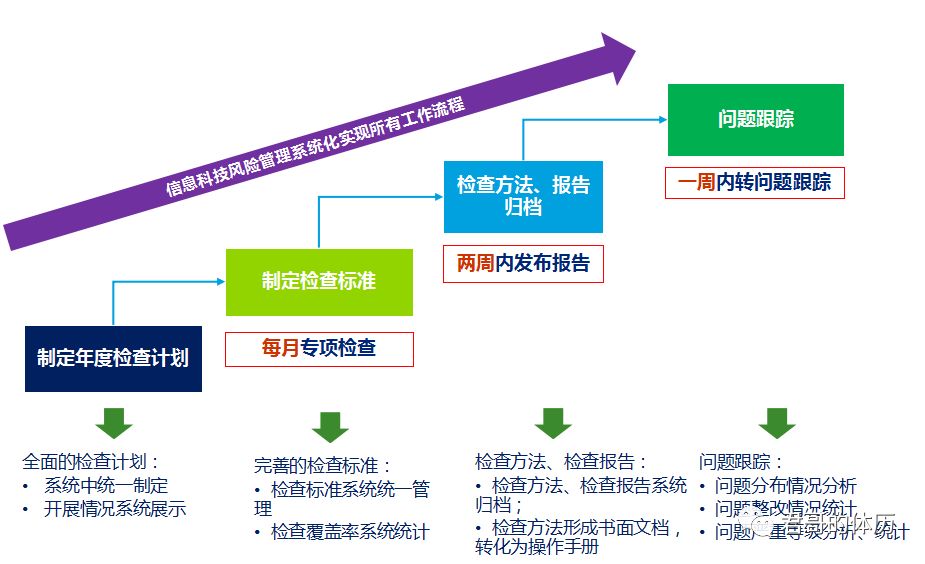 信息科技风险管理系统化实现所有工作流程
问题跟踪
一周内转问题跟踪
检查方法、报告
归档
两周内发布报告
制定检查标准
每月专项检查
制定年度检查计划
全面的检查计划：
• 系统中统一制定
• 开展情况系统展示
完善的检查标准：
• 检查标准系统统一管
理
• 检查覆盖率系统统计
检查方法、检查报告：
• 检查方法、检查报告系统
归档；
• 检查方法形成书面文档，
转化为操作手册
问题跟踪：
• 问题分布情况分析
• 问题整改情况统计
• 问题严重等级分析、统计
君哥的体历